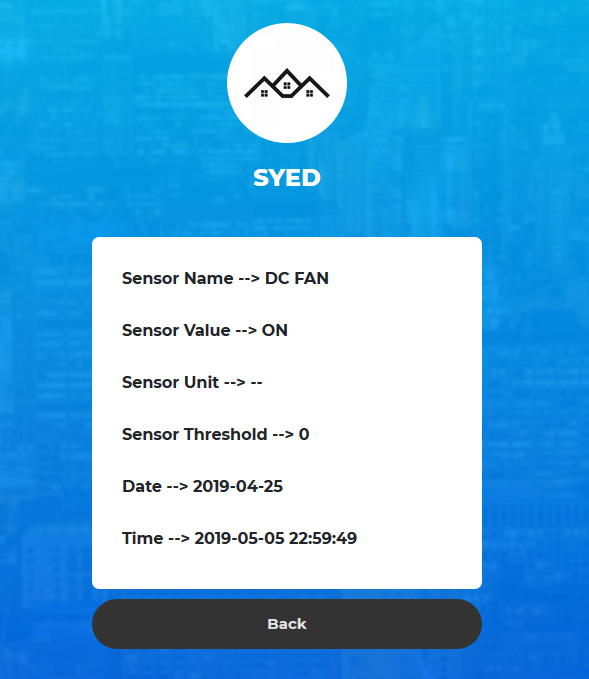 SYED
Sensor Name --> DC FAN
Sensor Value --> ON
Sensor Unit --> --
Sensor Threshold --> 0
Date --> 2019-04-25
Time --> 2019-05-05 22:59:49
Back